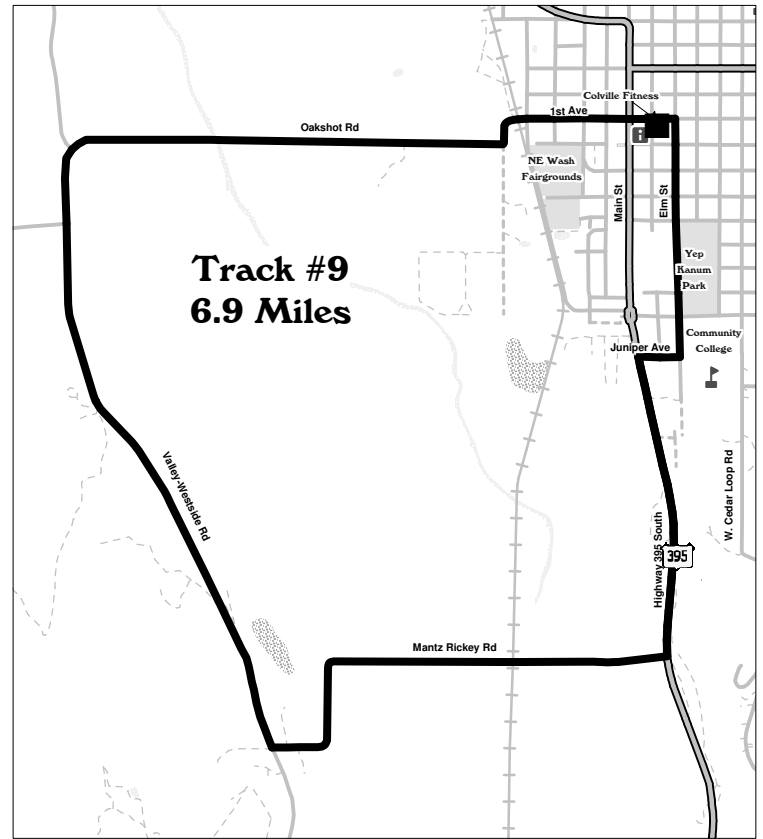 Colville Fitness
1st Ave
Oakshot Rd
NE Wash
Fairgrounds
Main St
Elm St
Track #9
6.9 Miles
Yep
Kanum
Park
Juniper Ave
Community
College
Valley-Westside Rd
W. Cedar Loop Rd
Highway 395 South
395
Mantz Rickey Rd